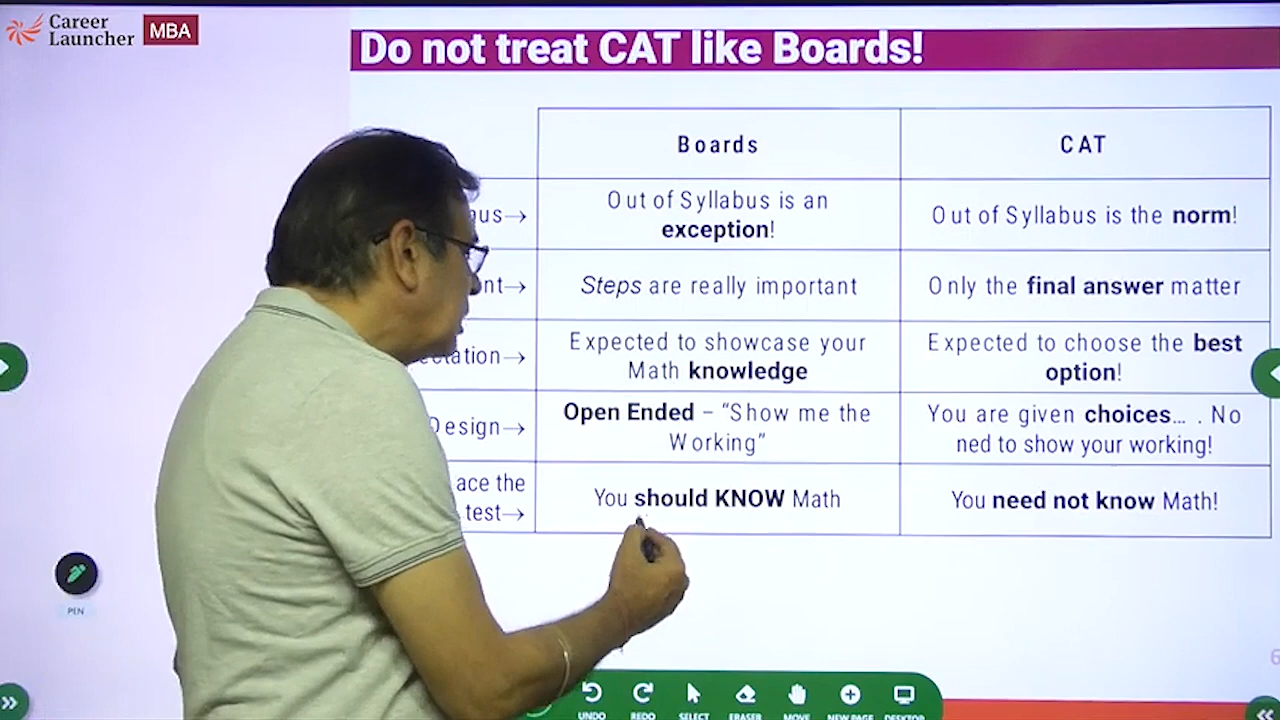 Career
Launcher
MBA
Do not treat CAT like Boards!
Boards
CAT
aus→
Out of Syllabus is an
exception!
Out of Syllabus is the norm!
nt→
Steps are really important
Only the final answer matter
ctation→
Expected to showcase your
Math knowledge
Expected to choose the best
option!
Design→
Open Ended – “Show me the
Working”
You are given choices… . No
ned to show your working!
ace the
test→
You should KNOW Math
You need not know Math!
PEN
6
UNDO
REDO
SELECT
ERASER
MOVE
NEW PAGE
DESKTOP